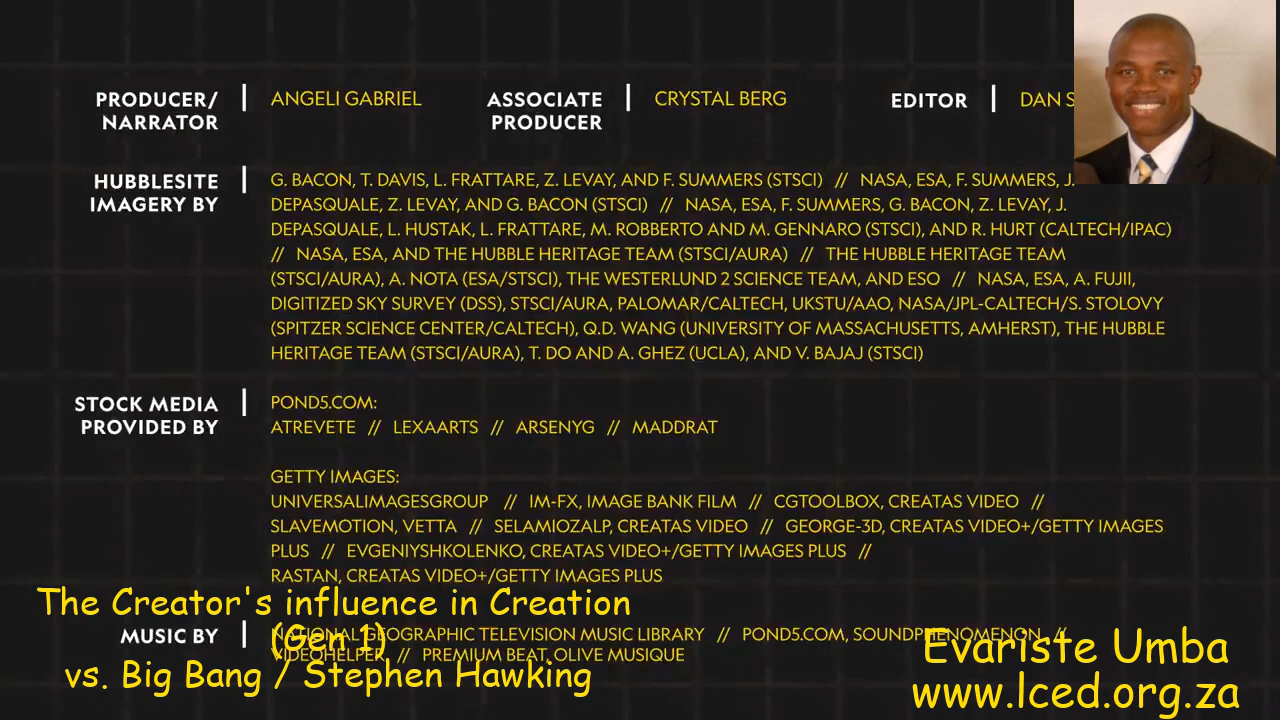 PRODUCER/ NARRATOR | ANGELI GABRIEL
ASSOCIATE PRODUCER | CRYSTAL BERG
EDITOR | DAN
HUBBLESITE IMAGERY BY | G. BACON, T. DAVIS, L. FRATTARE, Z. LEVAY, AND F. SUMMERS (STSCI) // NASA, ESA, F. SUMMERS, J.
DEPASQUALE, Z. LEVAY, AND G. BACON (STSCI) // NASA, ESA, F. SUMMERS, G. BACON, Z. LEVAY, J.
DEPASQUALE, L. HUSTAK, L. FRATTARE, M. ROBBERTO AND M. GENNARO (STSCI), AND R. HURT (CALTECH/IPAC)
// NASA, ESA, AND THE HUBBLE HERITAGE TEAM (STSCI/AURA) // THE HUBBLE HERITAGE TEAM
(STSCI/AURA), A. NOTA (ESA/STSCI), THE WESTERLUND 2 SCIENCE TEAM, AND ESO // NASA, ESA, A. FUJII,
DIGITIZED SKY SURVEY (DSS), STSCI/AURA, PALOMAR/CALTECH, UKSTU/AAO, NASA/JPL-CALTECH/S. STOLOVY
(SPITZER SCIENCE CENTER/CALTECH), Q.D. WANG (UNIVERSITY OF MASSACHUSETTS, AMHERST), THE HUBBLE
HERITAGE TEAM (STSCI/AURA), T. DO AND A. GHEZ (UCLA), AND V. BAJAJ (STSCI)
STOCK MEDIA PROVIDED BY | POND5.COM:
ATREVETE // LEXAARTS // ARSENYG // MADDRAT
GETTY IMAGES:
UNIVERSALIMAGESGROUP // IM-FX, IMAGE BANK FILM // CGTOOLBOX, CREATAS VIDEO //
SLAVEMOTION, VETTA // SELAMIOZALP, CREATAS VIDEO // GEORGE-3D, CREATAS VIDEO+/GETTY IMAGES
PLUS // EVGENIYSHKOLENKO, CREATAS VIDEO+/GETTY IMAGES PLUS //
RASTAN, CREATAS VIDEO+/GETTY IMAGES PLUS
MUSIC BY | NATIONAL GEOGRAPHIC TELEVISION MUSIC LIBRARY // POND5.COM, SOUNDPHENOMENON //
VIDEOHELPER // PREMIUM BEAT, OLIVE MUSIQUE
The Creator's influence in Creation
(Gen 1)
vs. Big Bang / Stephen Hawking
Evariste Umba
www.lced.org.za